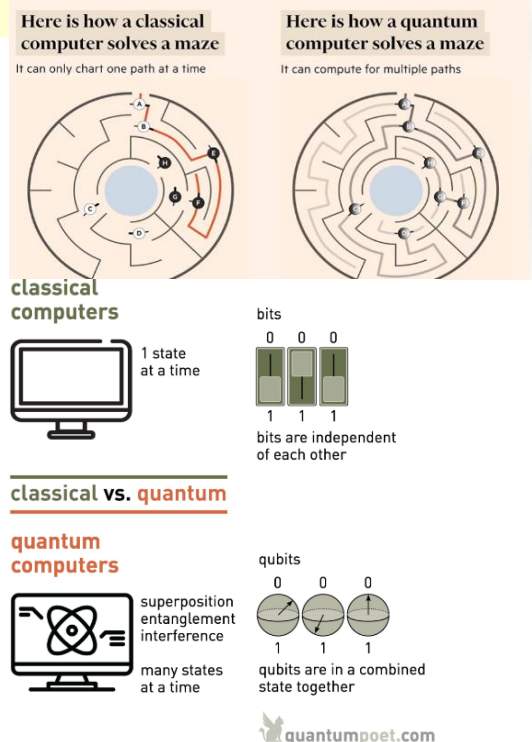 Here is how a classical
computer solves a maze
It can only chart one path at a time
A
B
E
H
G
F
C
D
Here is how a quantum
computer solves a maze
It can compute for multiple paths
A
B
E
H
G
F
C
D
classical
computers
1 state
at a time
bits
0 0 0
1 1 1
bits are independent
of each other
classical vs. quantum
quantum
computers
superposition
entanglement
interference
many states
at a time
qubits
0 0 0
1 1 1
qubits are in a combined
state together
quantumpoet.com